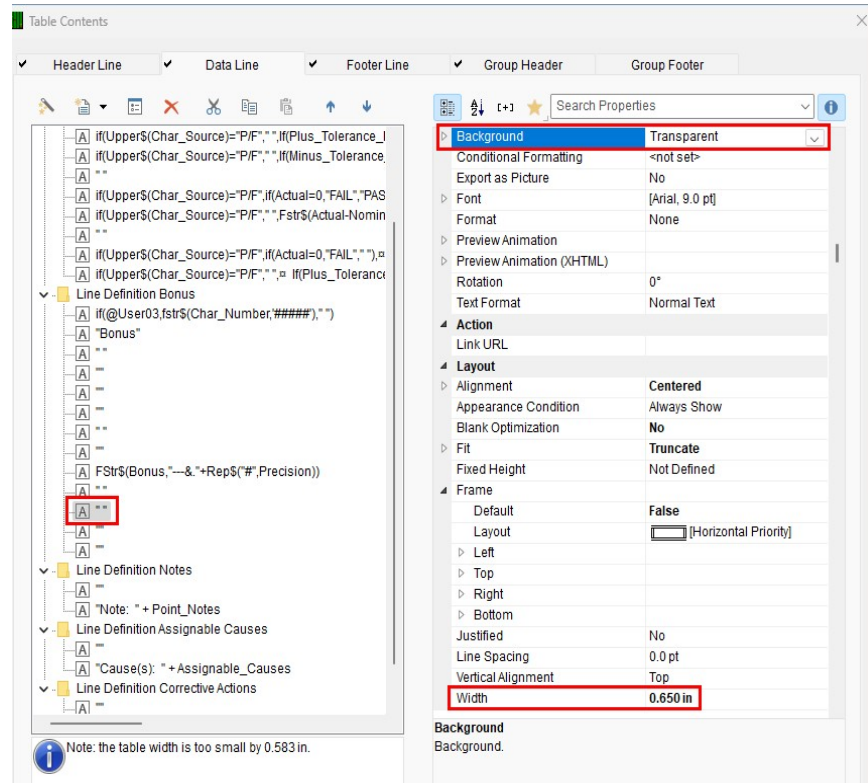 Table Contents
Header Line
Data Line
Footer Line
Group Header
Group Footer
Search Properties
if(Upper$(Char_Source)="P/F"," ",If(Plus_Tolerance_
if(Upper$(Char_Source)="P/F"," ",If(Minus_Tolerance_
" "
if(Upper$(Char_Source)="P/F",if(Actual=0,"FAIL","PAS
if(Upper$(Char_Source)="P/F"," ",Fstr$(Actual-Nomin
" "
if(Upper$(Char_Source)="P/F",if(Actual=0,"FAIL"," "),¤
if(Upper$(Char_Source)="P/F"," ",¤ If(Plus_Tolerance
Line Definition Bonus
if(@User03,fstr$(Char_Number,'#####')," ")
"Bonus"
" "
""
""
""
" "
""
FStr$(Bonus,"---&."+Rep$("#",Precision))
" "
" "
""
""
Line Definition Notes
""
"Note: " + Point_Notes
Line Definition Assignable Causes
""
"Cause(s): " + Assignable_Causes
Line Definition Corrective Actions
""
Note: the table width is too small by 0.583 in.
Background Transparent
Conditional Formatting <not set>
Export as Picture No
Font [Arial, 9.0 pt]
Format None
Preview Animation
Preview Animation (XHTML)
Rotation 0°
Text Format Normal Text
Action
Link URL
Layout
Alignment Centered
Appearance Condition Always Show
Blank Optimization No
Fit Truncate
Fixed Height Not Defined
Frame
Default False
Layout [Horizontal Priority]
Left
Top
Right
Bottom
Justified No
Line Spacing 0.0 pt
Vertical Alignment Top
Width 0.650 in
Background
Background.